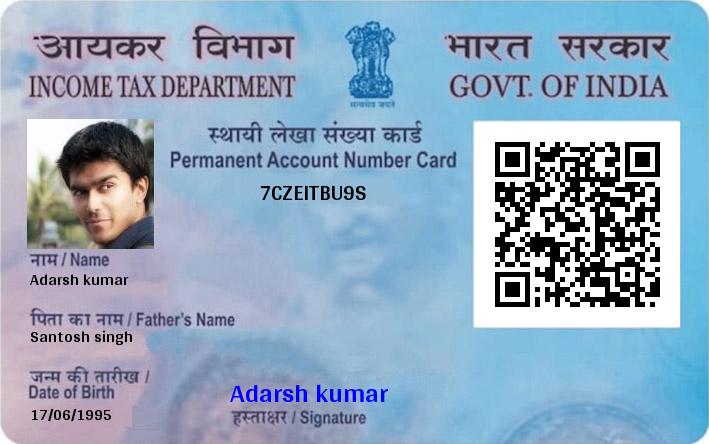 आयकर विभाग
INCOME TAX DEPARTMENT
भारत सरकार
GOVT. OF INDIA
सत्यमेव जयते
स्थायी लेखा संख्या कार्ड
Permanent Account Number Card
7CZEITBU9S
नाम / Name
Adarsh kumar
पिता का नाम / Father's Name
Santosh singh
जन्म की तारीख /
Date of Birth
17/06/1995
Adarsh kumar
हस्ताक्षर / Signature